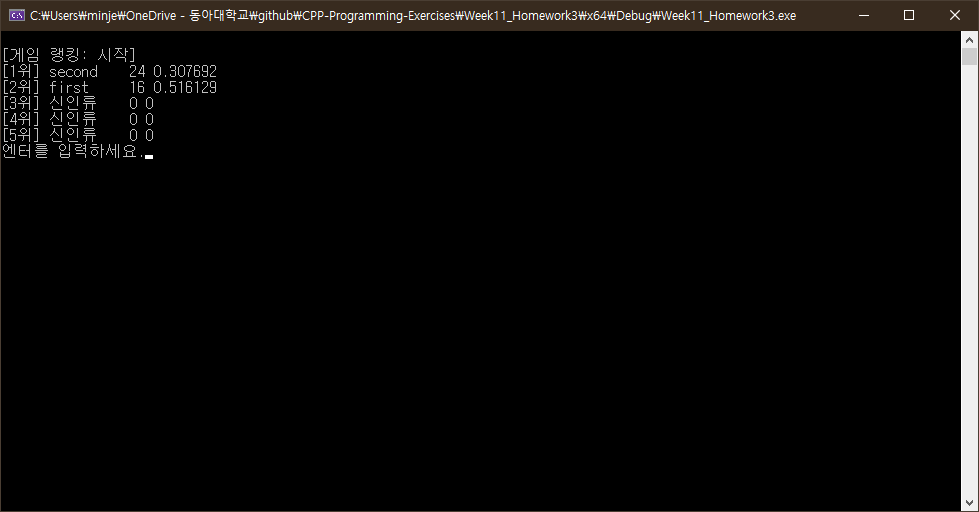 C:\Users\minje\OneDrive - 동아대학교\github\CPP-Programming-Exercises\Week11_Homework3\x64\Debug\Week11_Homework3.exe
[게임 랭킹: 시작]
[1위] second 24 0.307692
[2위] first 16 0.516129
[3위] 신인류 0 0
[4위] 신인류 0 0
[5위] 신인류 0 0
엔터를 입력하세요.